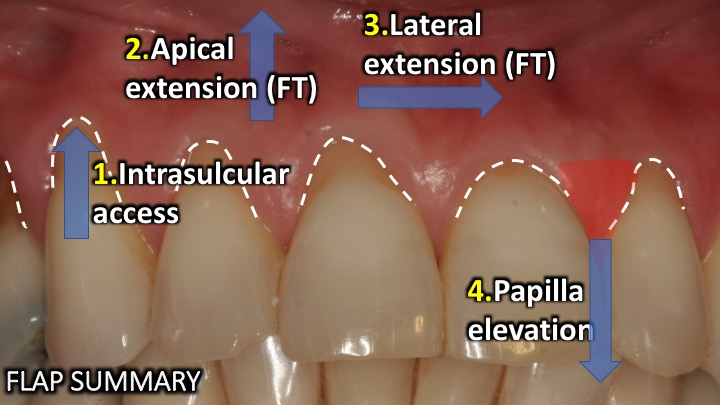 2.Apical
extension (FT)
3.Lateral
extension (FT)
1.Intrasulcular
access
4.Papilla
elevation
FLAP SUMMARY